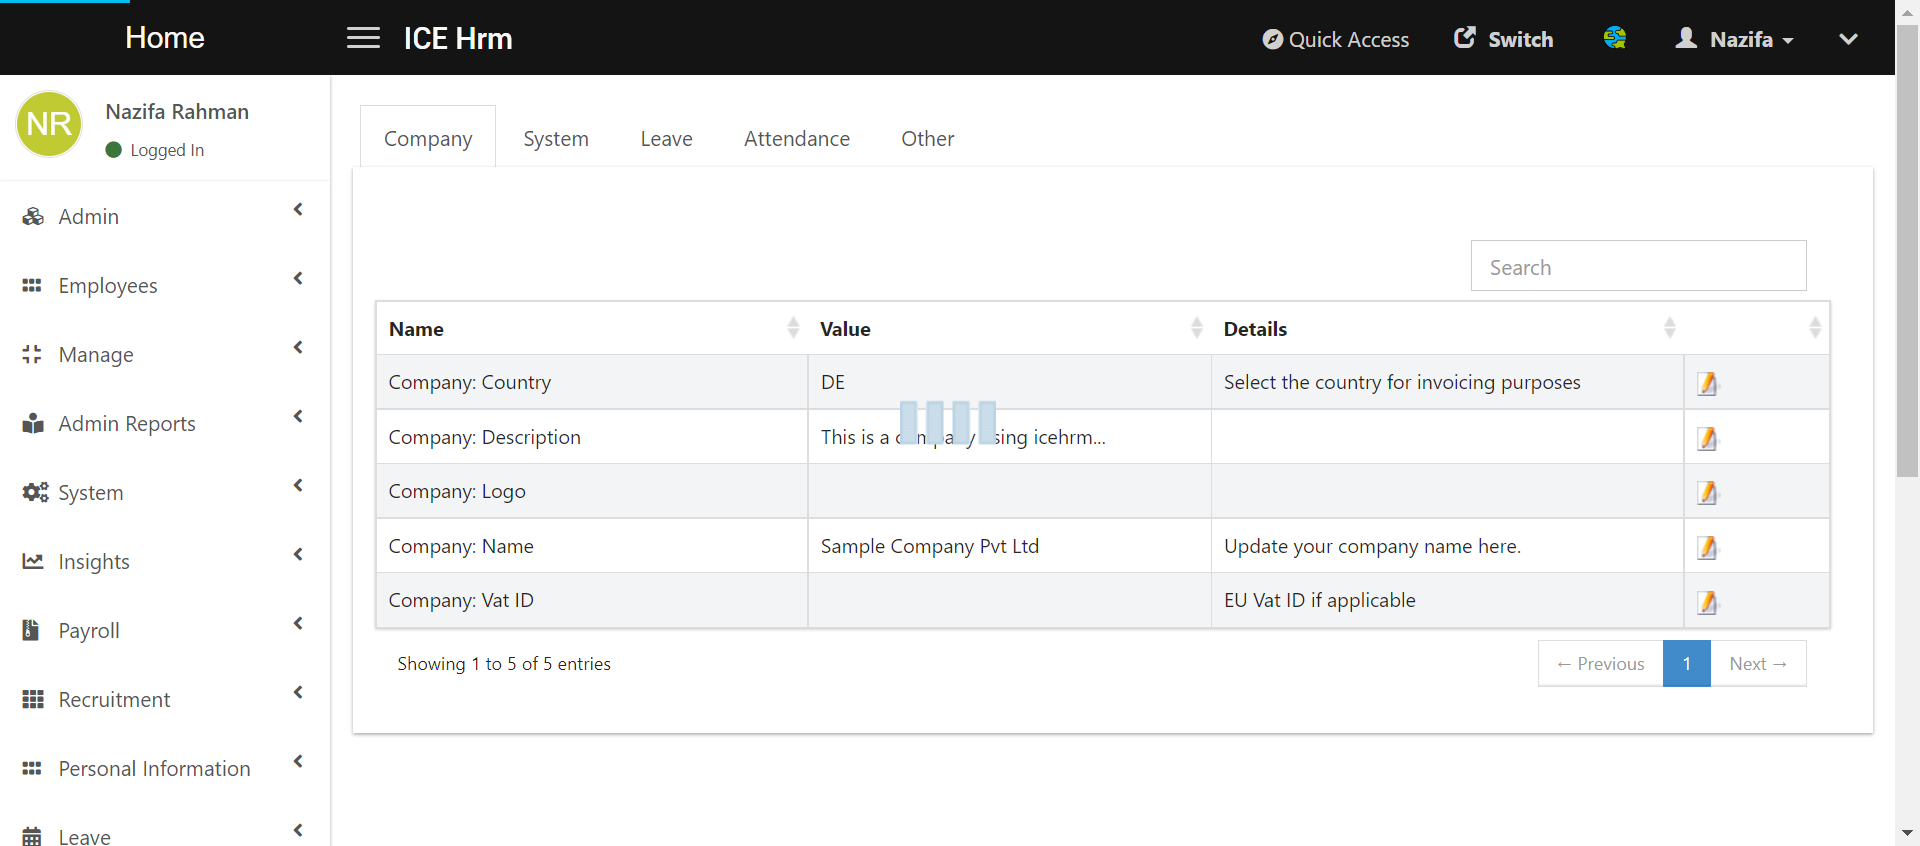 Home
ICE Hrm
Quick Access
Switch
Nazifa
NR
Nazifa Rahman
Logged In
Admin
Employees
Manage
Admin Reports
System
Insights
Payroll
Recruitment
Personal Information
Leave
Company System Leave Attendance Other
Search
Name Value Details
Company: Country DE Select the country for invoicing purposes
Company: Description This is a company using icehrm...
Company: Logo
Company: Name Sample Company Pvt Ltd Update your company name here.
Company: Vat ID EU Vat ID if applicable
Showing 1 to 5 of 5 entries
← Previous 1 Next →